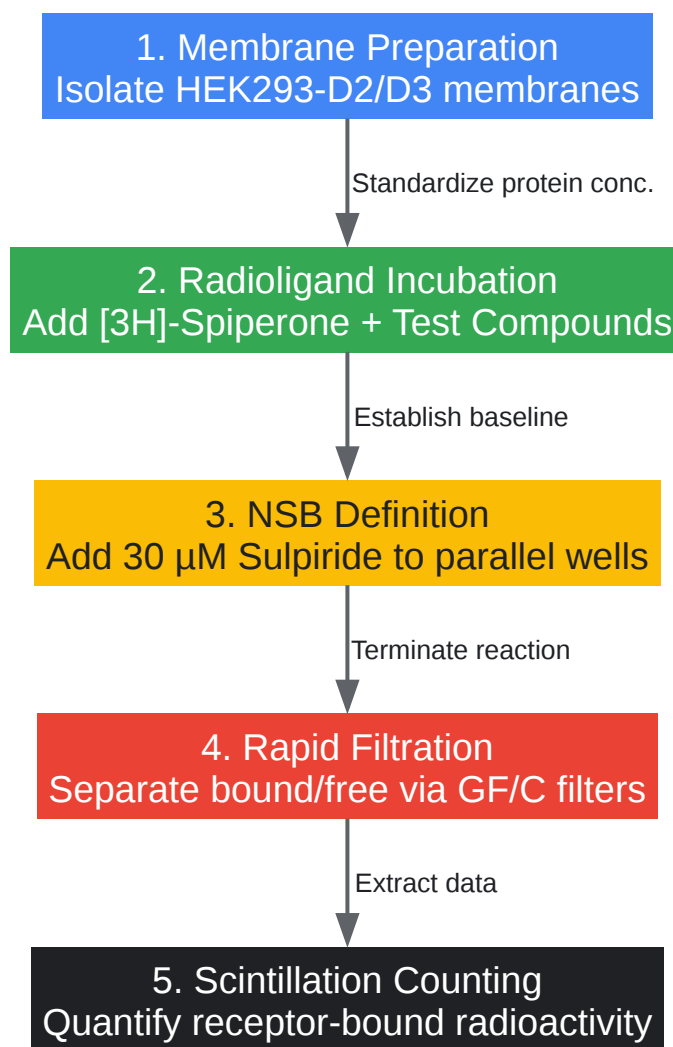 1. Membrane Preparation
Isolate HEK293-D2/D3 membranes
Standardize protein conc.
2. Radioligand Incubation
Add [3H]-Spiperone + Test Compounds
Establish baseline
3. NSB Definition
Add 30 µM Sulpiride to parallel wells
Terminate reaction
4. Rapid Filtration
Separate bound/free via GF/C filters
Extract data
5. Scintillation Counting
Quantify receptor-bound radioactivity